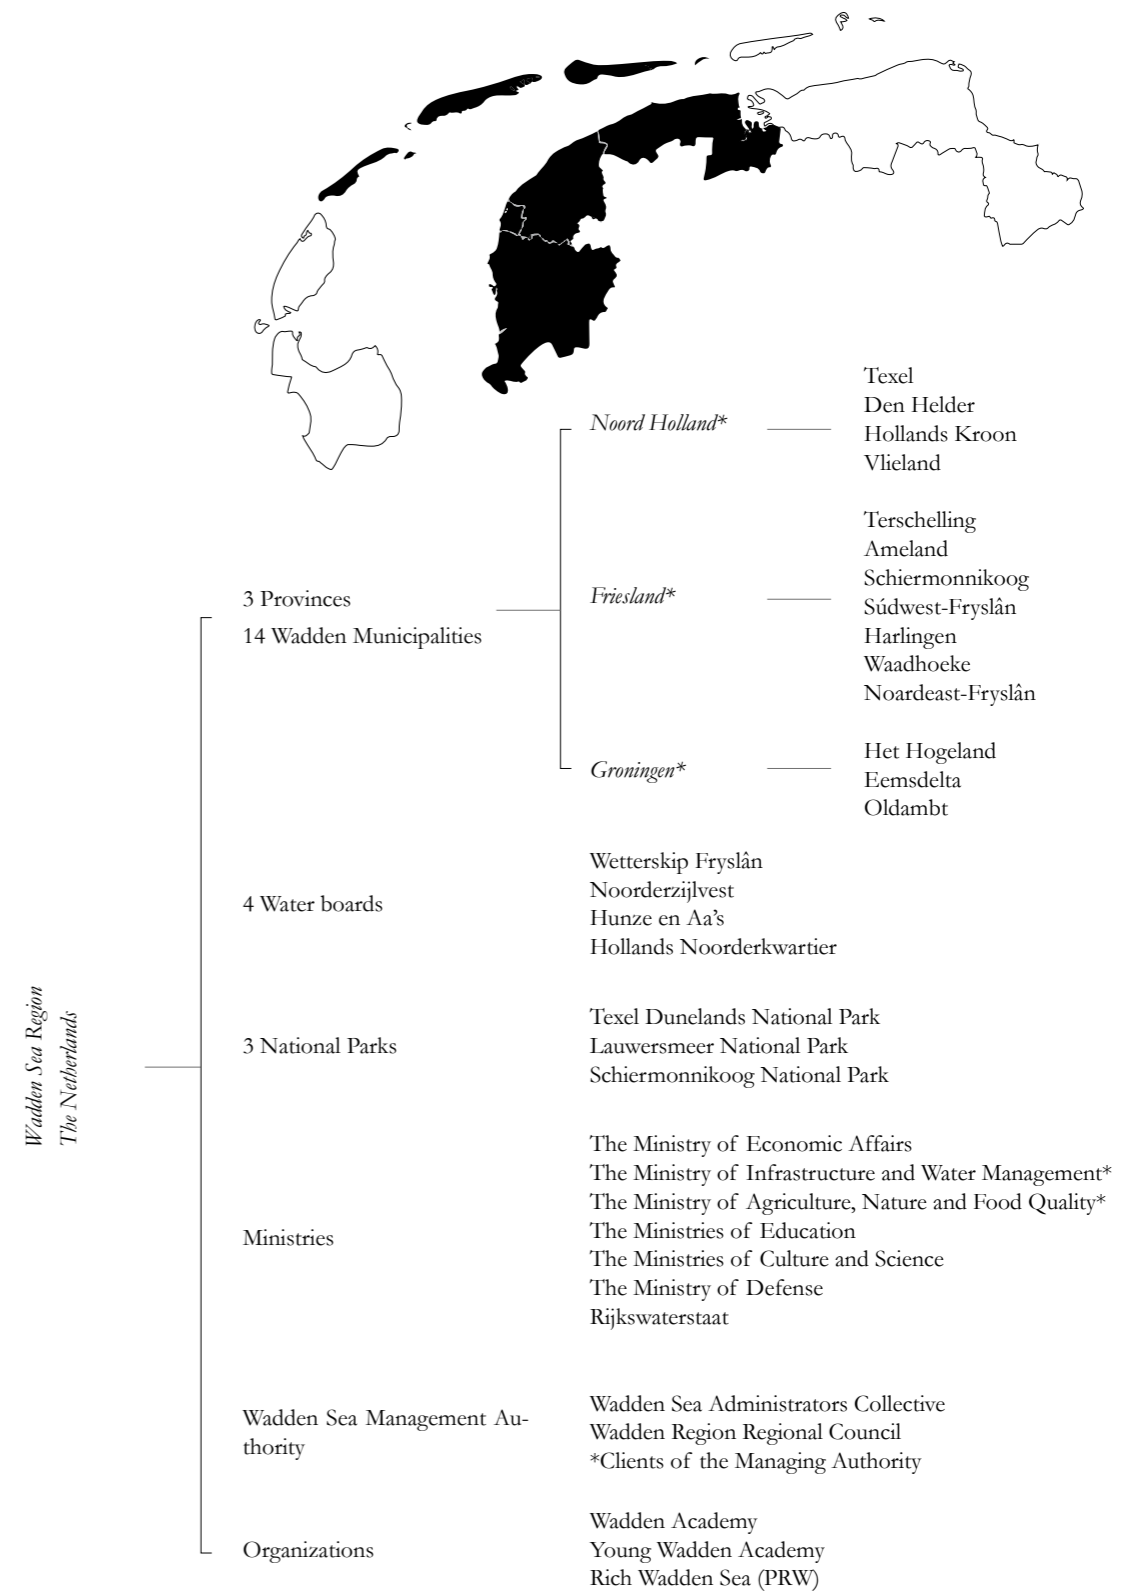 Noord Holland*
Texel
Den Helder
Hollands Kroon
Vlieland
3 Provinces
14 Wadden Municipalities
Friesland*
Terschelling
Ameland
Schiermonnikoog
Súdwest-Fryslân
Harlingen
Waadhoeke
Noardeast-Fryslân
Groningen*
Het Hogeland
Eemsdelta
Oldambt
Wadden Sea Region
The Netherlands
4 Water boards
Wetterskip Fryslân
Noorderzijlvest
Hunze en Aa’s
Hollands Noorderkwartier
3 National Parks
Texel Dunelands National Park
Lauwersmeer National Park
Schiermonnikoog National Park
Ministries
The Ministry of Economic Affairs
The Ministry of Infrastructure and Water Management*
The Ministry of Agriculture, Nature and Food Quality*
The Ministries of Education
The Ministries of Culture and Science
The Ministry of Defense
Rijkswaterstaat
Wadden Sea Management Au-
thority
Wadden Sea Administrators Collective
Wadden Region Regional Council
*Clients of the Managing Authority
Organizations
Wadden Academy
Young Wadden Academy
Rich Wadden Sea (PRW)